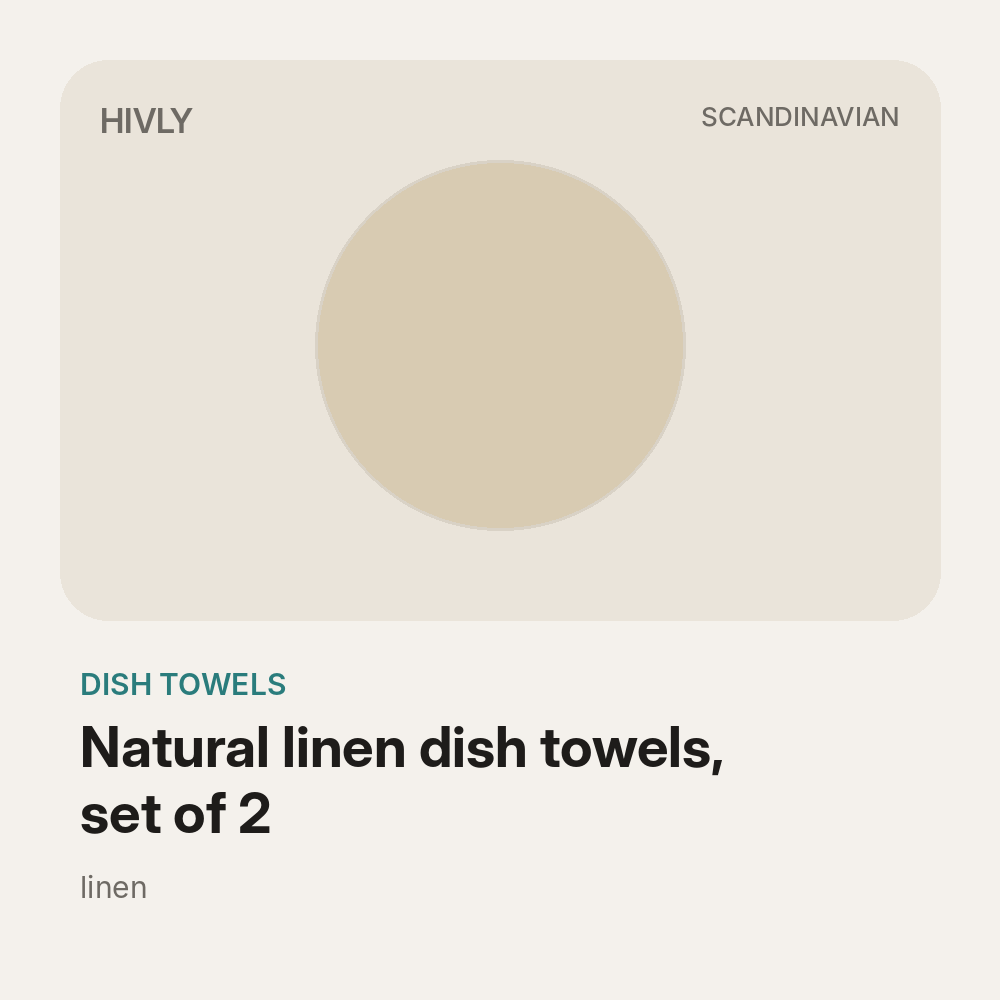 HIVLY
SCANDINAVIAN
DISH TOWELS
Natural linen dish towels,
set of 2
linen